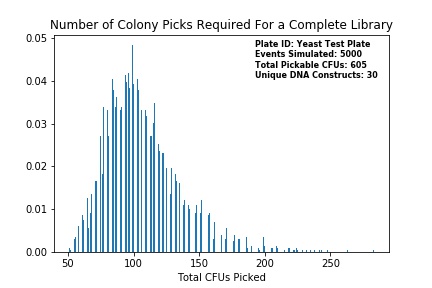 Number of Colony Picks Required For a Complete Library
Plate ID: Yeast Test Plate
Events Simulated: 5000
Total Pickable CFUs: 605
Unique DNA Constructs: 30
0.05
0.04
0.03
0.02
0.01
0.00
50 100 150 200 250
Total CFUs Picked